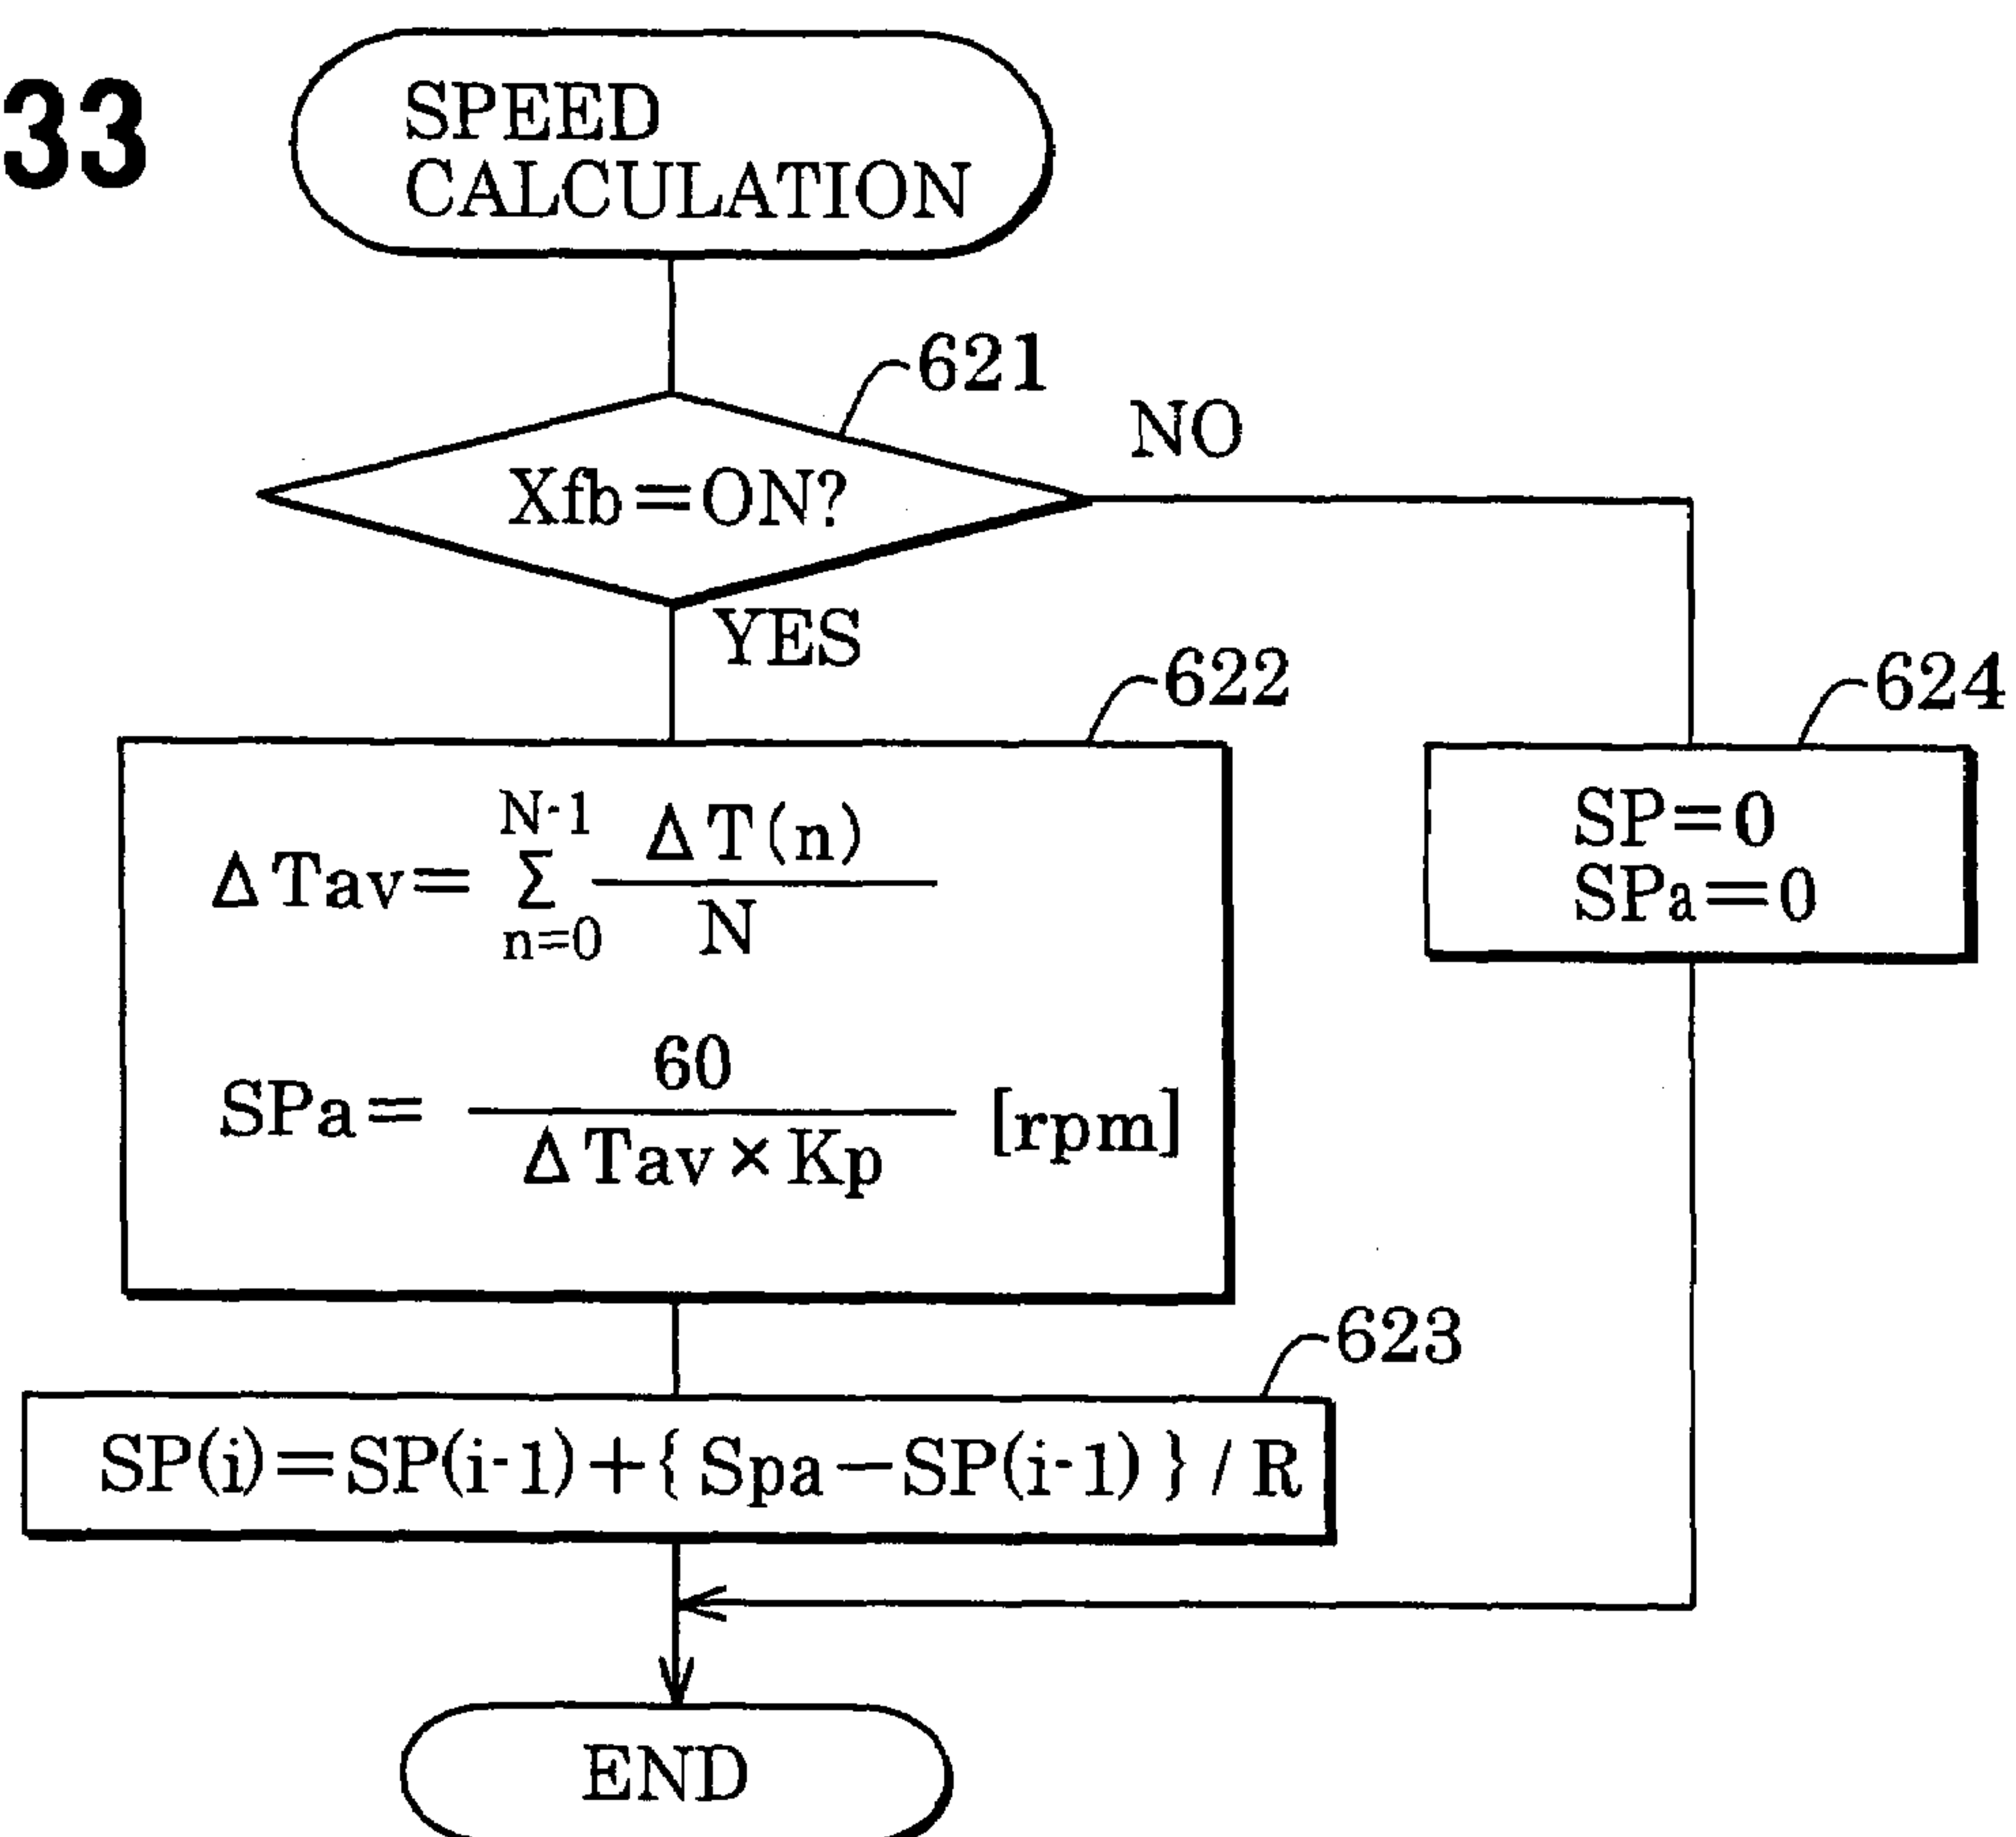 33
SPEED
CALCULATION
621
NO
Xfb=ON?
YES
622
624
N-1
ΔTav= Σ ΔT(n)
n=0 N
SP=0
SPa=0
60
SPa= [rpm]
ΔTav×Kp
623
SP(i)=SP(i-1)+{Spa−SP(i-1)}/R
END